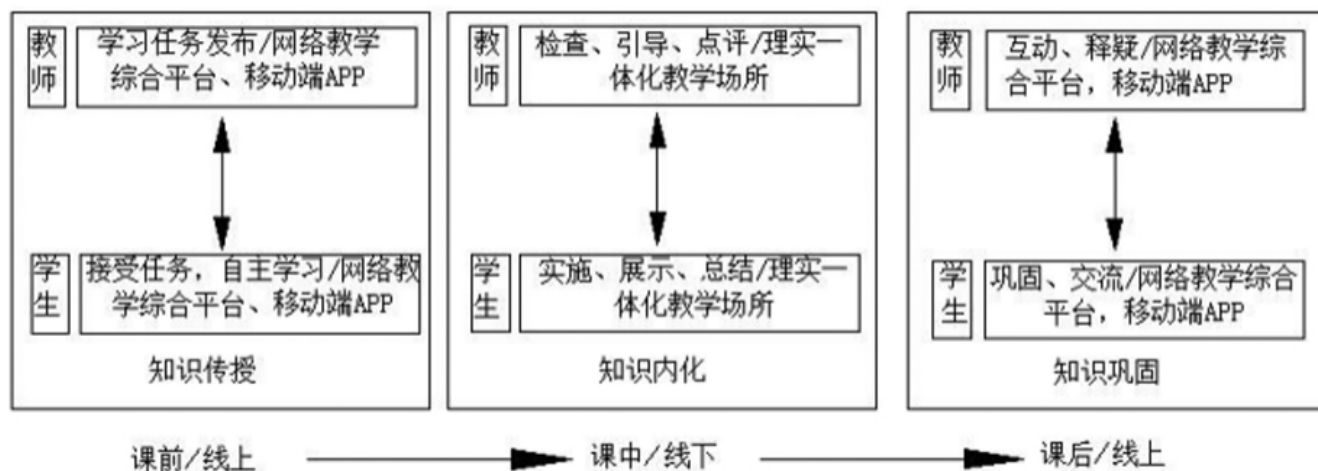 教师
学习任务发布/网络教学
综合平台、移动端APP
学生
接受任务，自主学习/网络教
学综合平台、移动端APP
知识传授
教师
检查、引导、点评/理实一
体化教学场所
学生
实施、展示、总结/理实一
体化教学场所
知识内化
教师
互动、释疑/网络教学综
合平台，移动端APP
学生
巩固、交流/网络教学综合
平台，移动端APP
知识巩固
课前/线上
课中/线下
课后/线上